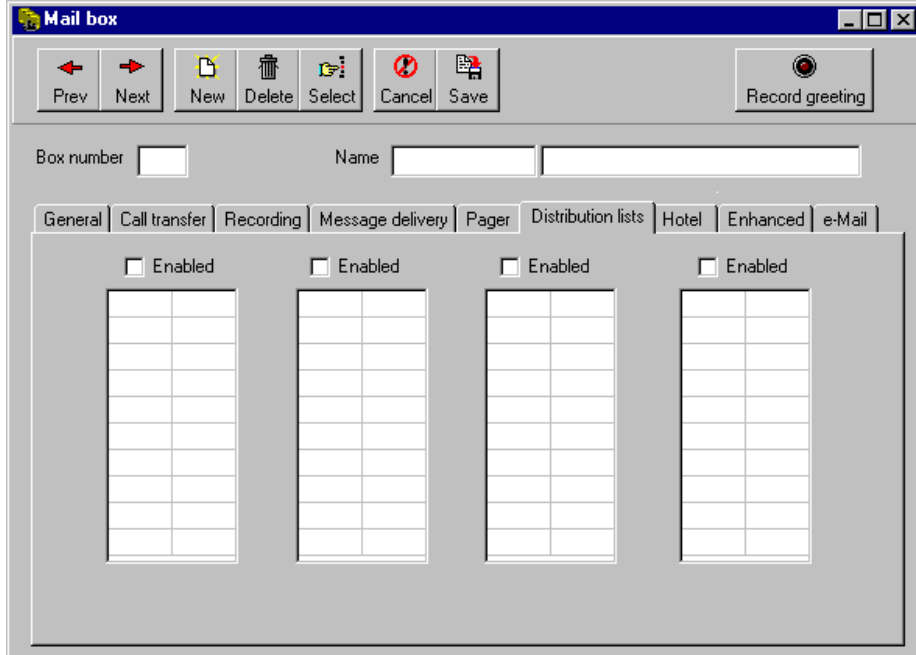 Mail box
Prev Next New Delete Select Cancel Save Record greeting
Box number Name
General Call transfer Recording Message delivery Pager Distribution lists Hotel Enhanced e-Mail
Enabled Enabled Enabled Enabled